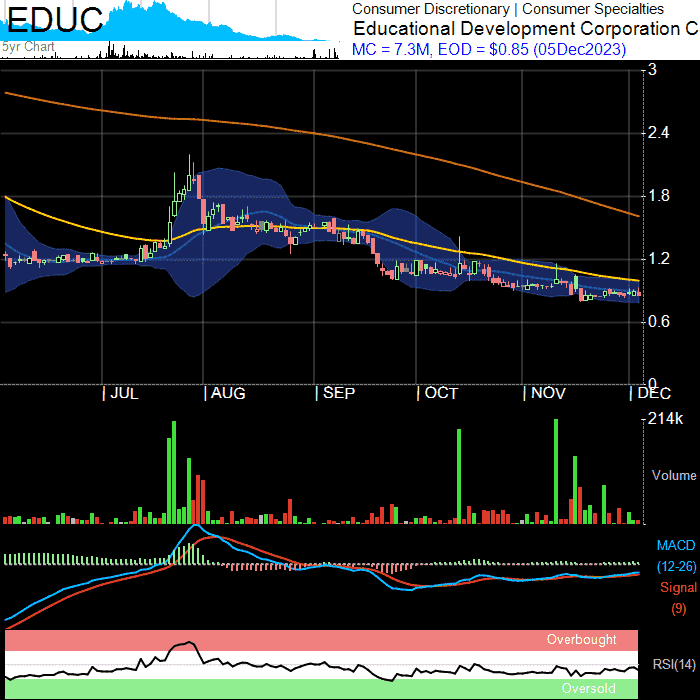 EDUC
5yr Chart
Consumer Discretionary | Consumer Specialties
Educational Development Corporation C
MC = 7.3M, EOD = $0.85 (05Dec2023)
3
2.4
1.8
1.2
0.6
0
| JUL | AUG | SEP | OCT | NOV | DEC
214k
Volume
MACD
(12-26)
Signal
(9)
Overbought
RSI(14)
Oversold